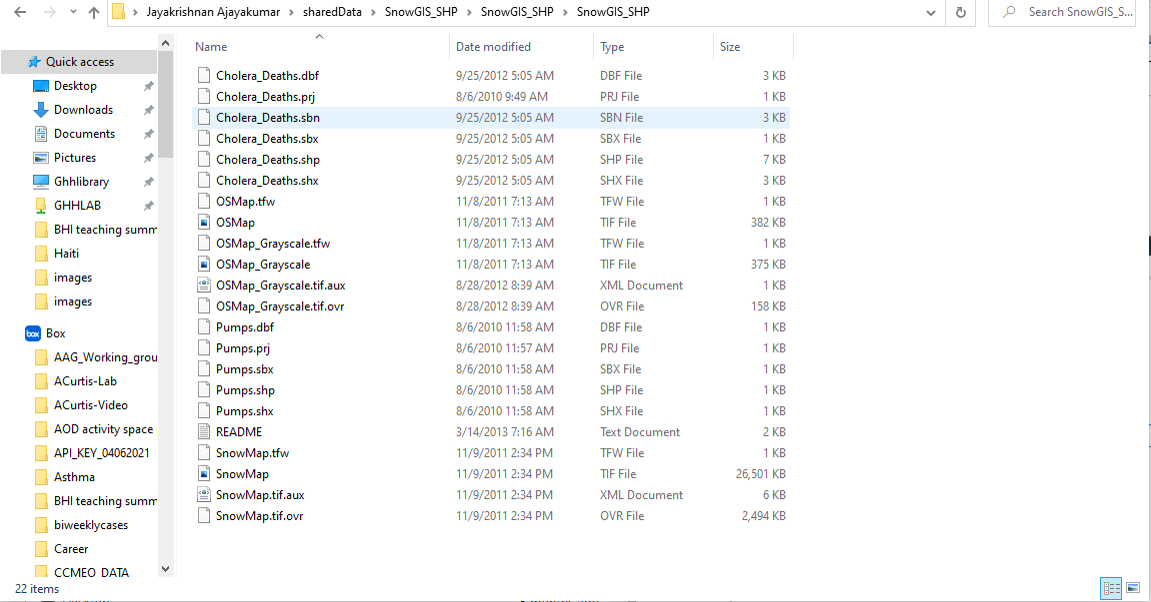 Jayakrishnan Ajayakumar > sharedData > SnowGIS_SHP > SnowGIS_SHP > SnowGIS_SHP
Search SnowGIS_S...
Name Date modified Type Size
Quick access
Desktop
Downloads
Documents
Pictures
Ghhlibrary
GHHLAB
BHI teaching summ
Haiti
images
images
box Box
AAG_Working_grou
ACurtis-Lab
ACurtis-Video
AOD activity space
API_KEY_04062021
Asthma
BHI teaching summ
biweeklycases
Career
CCMEO_DATA
Cholera_Deaths.dbf 9/25/2012 5:05 AM DBF File 3 KB
Cholera_Deaths.prj 8/6/2010 9:49 AM PRJ File 1 KB
Cholera_Deaths.sbn 9/25/2012 5:05 AM SBN File 3 KB
Cholera_Deaths.sbx 9/25/2012 5:05 AM SBX File 1 KB
Cholera_Deaths.shp 9/25/2012 5:05 AM SHP File 7 KB
Cholera_Deaths.shx 9/25/2012 5:05 AM SHX File 3 KB
OSMap.tfw 11/8/2011 7:13 AM TFW File 1 KB
OSMap 11/8/2011 7:13 AM TIF File 382 KB
OSMap_Grayscale.tfw 11/8/2011 7:13 AM TFW File 1 KB
OSMap_Grayscale 11/8/2011 7:13 AM TIF File 375 KB
OSMap_Grayscale.tif.aux 8/28/2012 8:39 AM XML Document 1 KB
OSMap_Grayscale.tif.ovr 8/28/2012 8:39 AM OVR File 158 KB
Pumps.dbf 8/6/2010 11:58 AM DBF File 1 KB
Pumps.prj 8/6/2010 11:57 AM PRJ File 1 KB
Pumps.sbx 8/6/2010 11:58 AM SBX File 1 KB
Pumps.shp 8/6/2010 11:58 AM SHP File 1 KB
Pumps.shx 8/6/2010 11:58 AM SHX File 1 KB
README 3/14/2013 7:16 AM Text Document 2 KB
SnowMap.tfw 11/9/2011 2:34 PM TFW File 1 KB
SnowMap 11/9/2011 2:34 PM TIF File 26,501 KB
SnowMap.tif.aux 11/9/2011 2:34 PM XML Document 6 KB
SnowMap.tif.ovr 11/9/2011 2:34 PM OVR File 2,494 KB
22 items